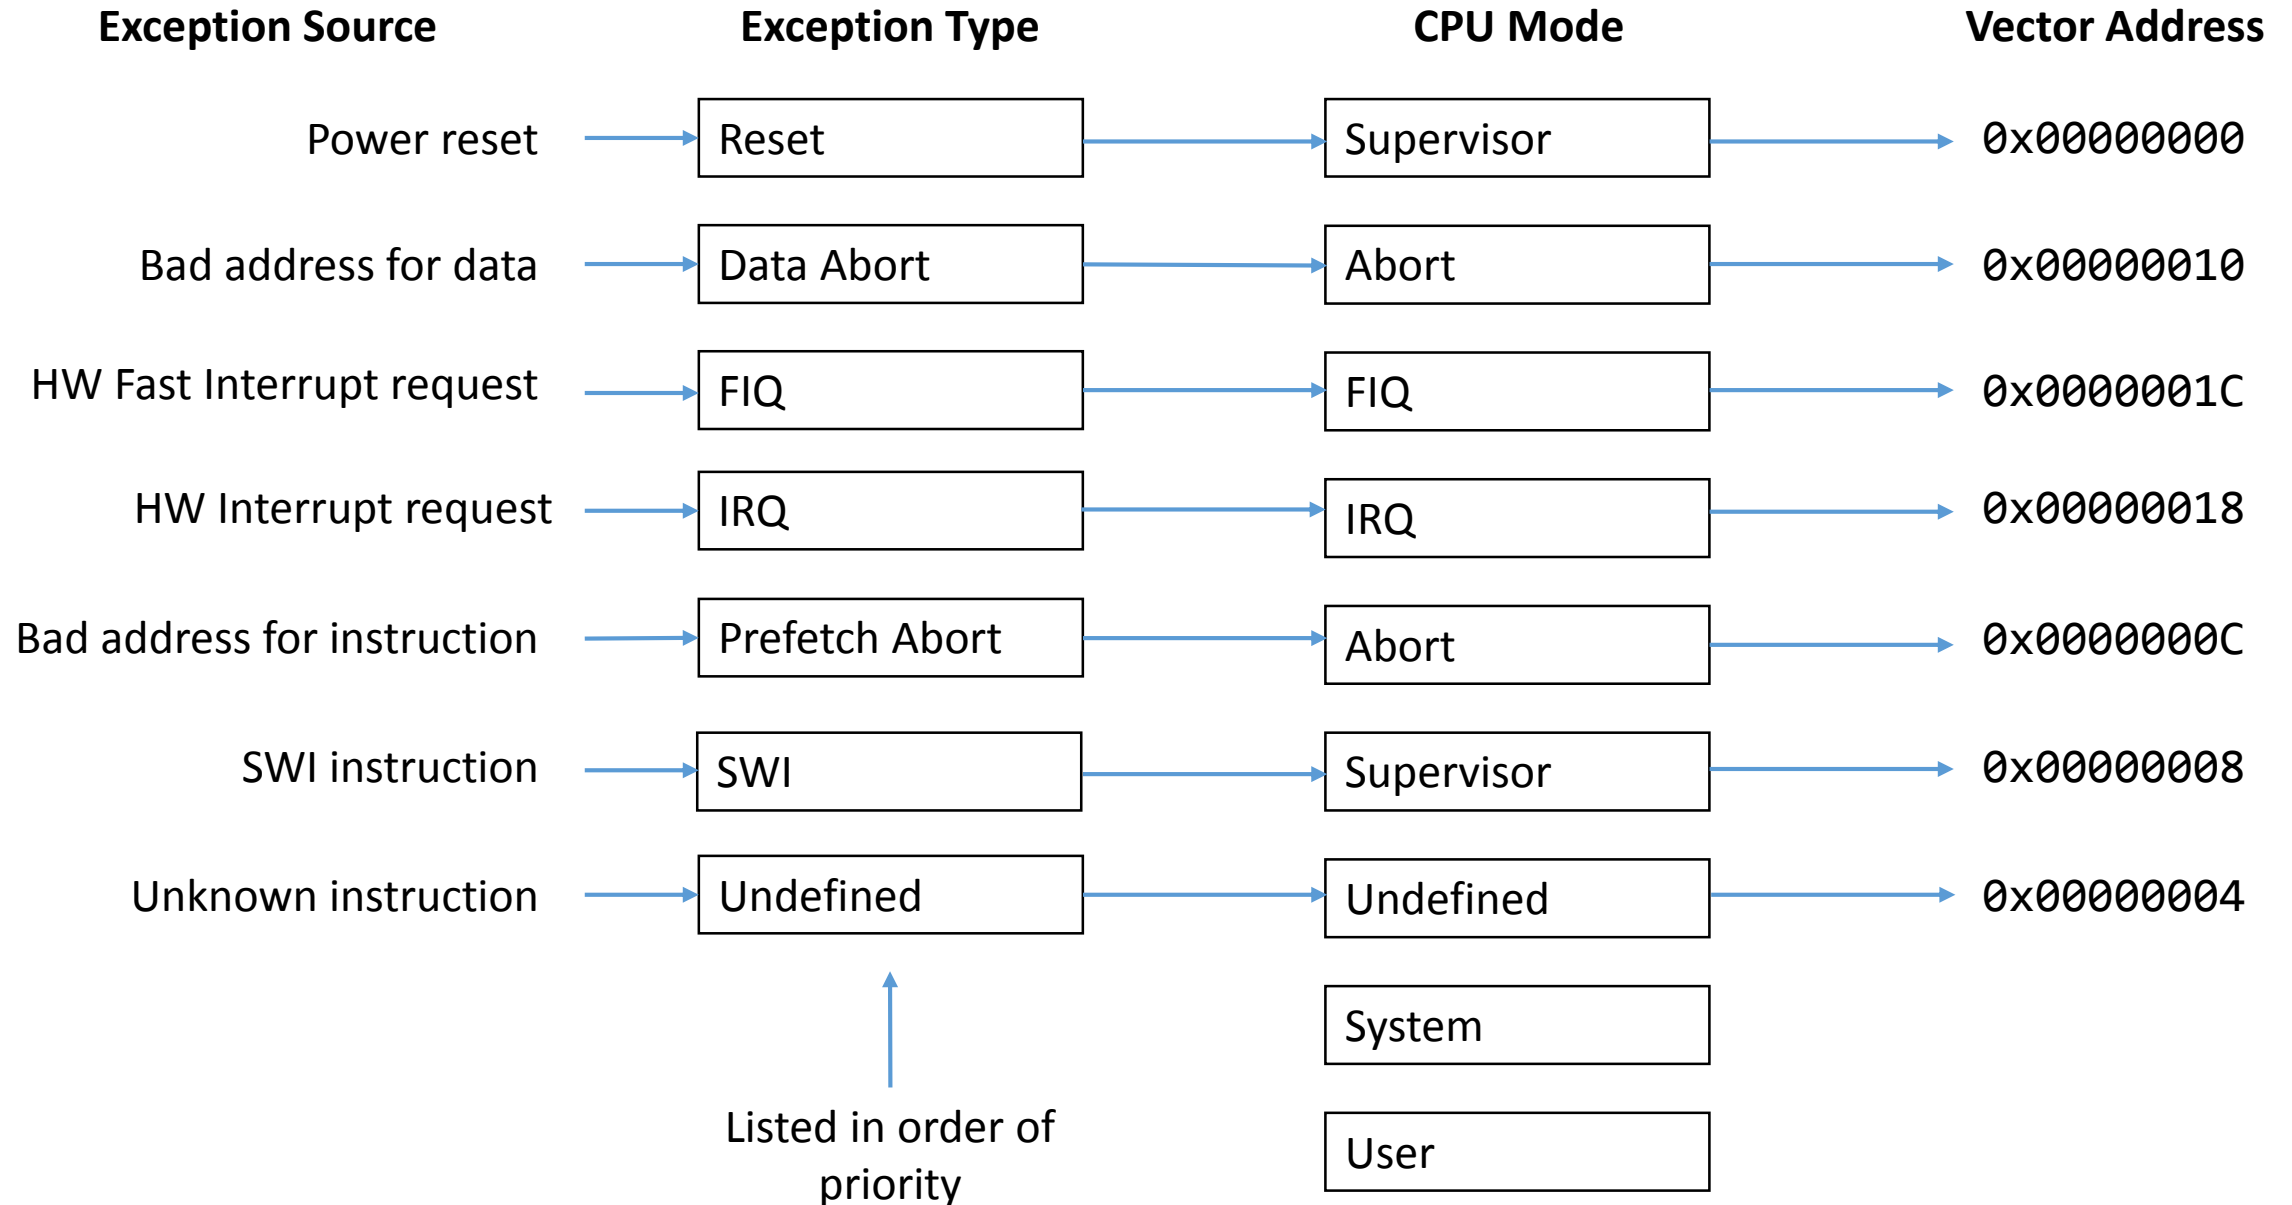 Exception Source Exception Type CPU Mode Vector Address
Power reset Reset Supervisor 0x00000000
Bad address for data Data Abort Abort 0x00000010
HW Fast Interrupt request FIQ FIQ 0x0000001C
HW Interrupt request IRQ IRQ 0x00000018
Bad address for instruction Prefetch Abort Abort 0x0000000C
SWI instruction SWI Supervisor 0x00000008
Unknown instruction Undefined Undefined 0x00000004
System
Listed in order of
priority
User